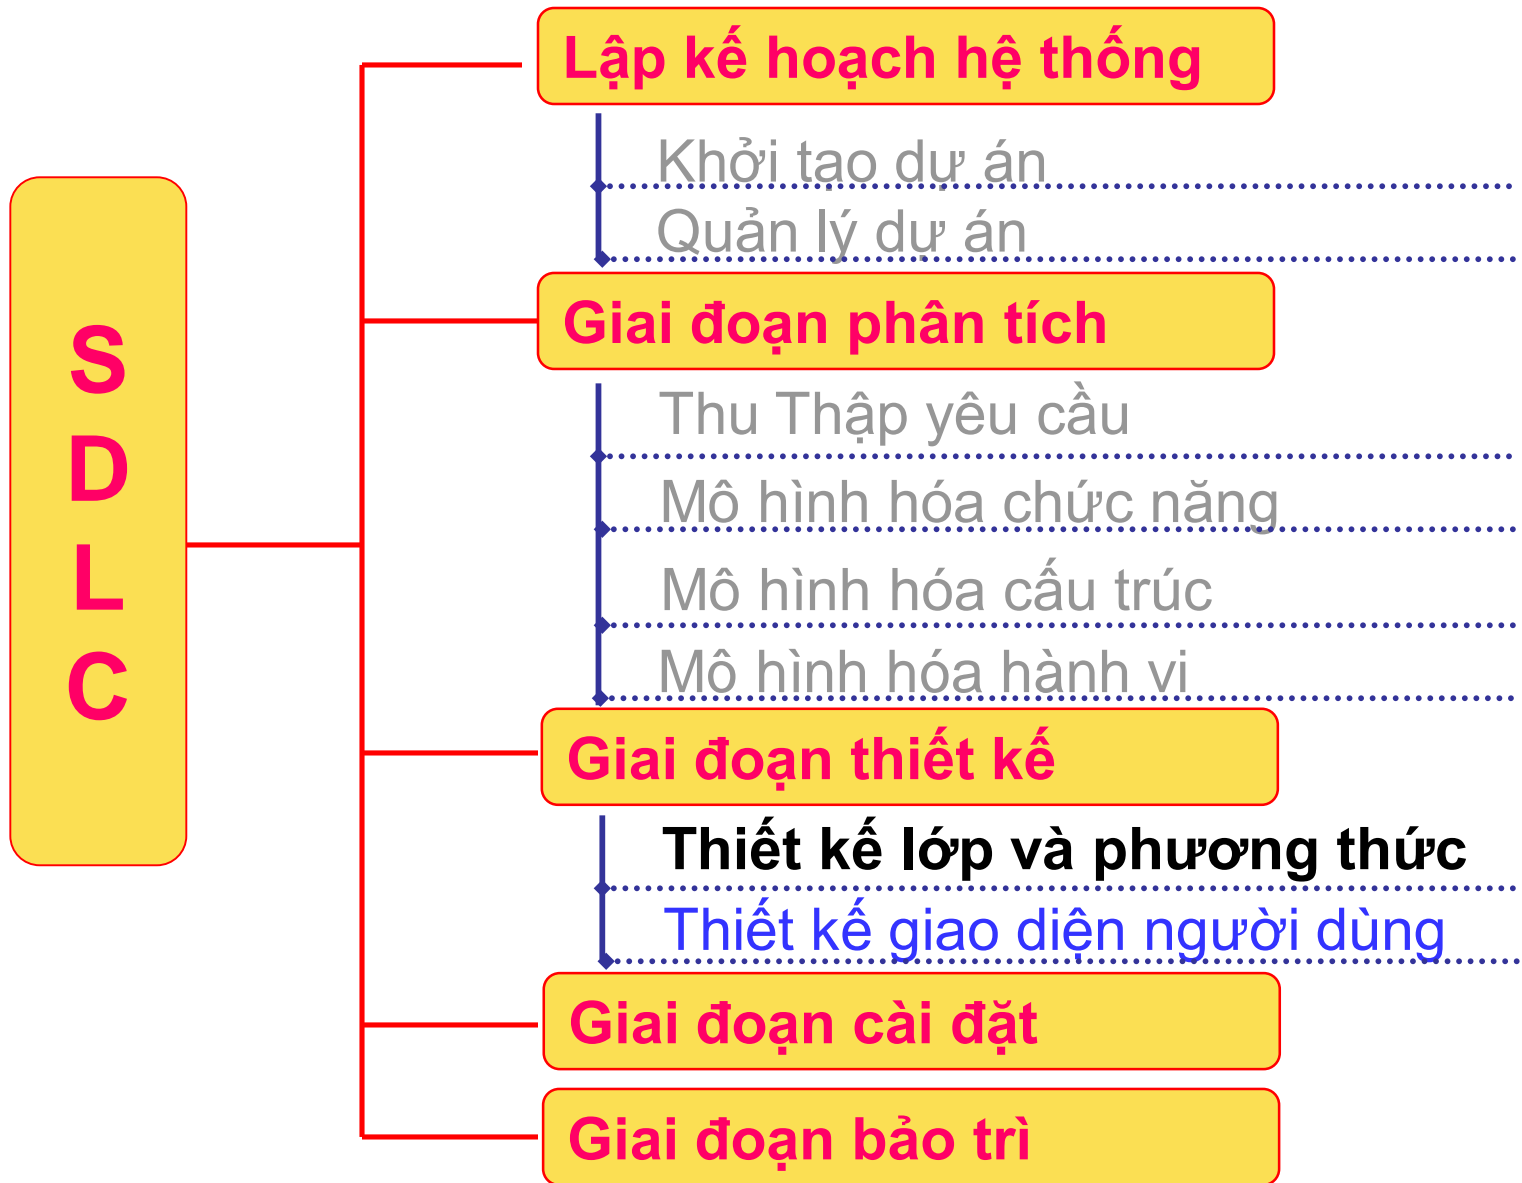 S
D
L
C
Lập kế hoạch hệ thống
Khởi tạo dự án
Quản lý dự án
Giai đoạn phân tích
Thu Thập yêu cầu
Mô hình hóa chức năng
Mô hình hóa cấu trúc
Mô hình hóa hành vi
Giai đoạn thiết kế
Thiết kế lớp và phương thức
Thiết kế giao diện người dùng
Giai đoạn cài đặt
Giai đoạn bảo trì